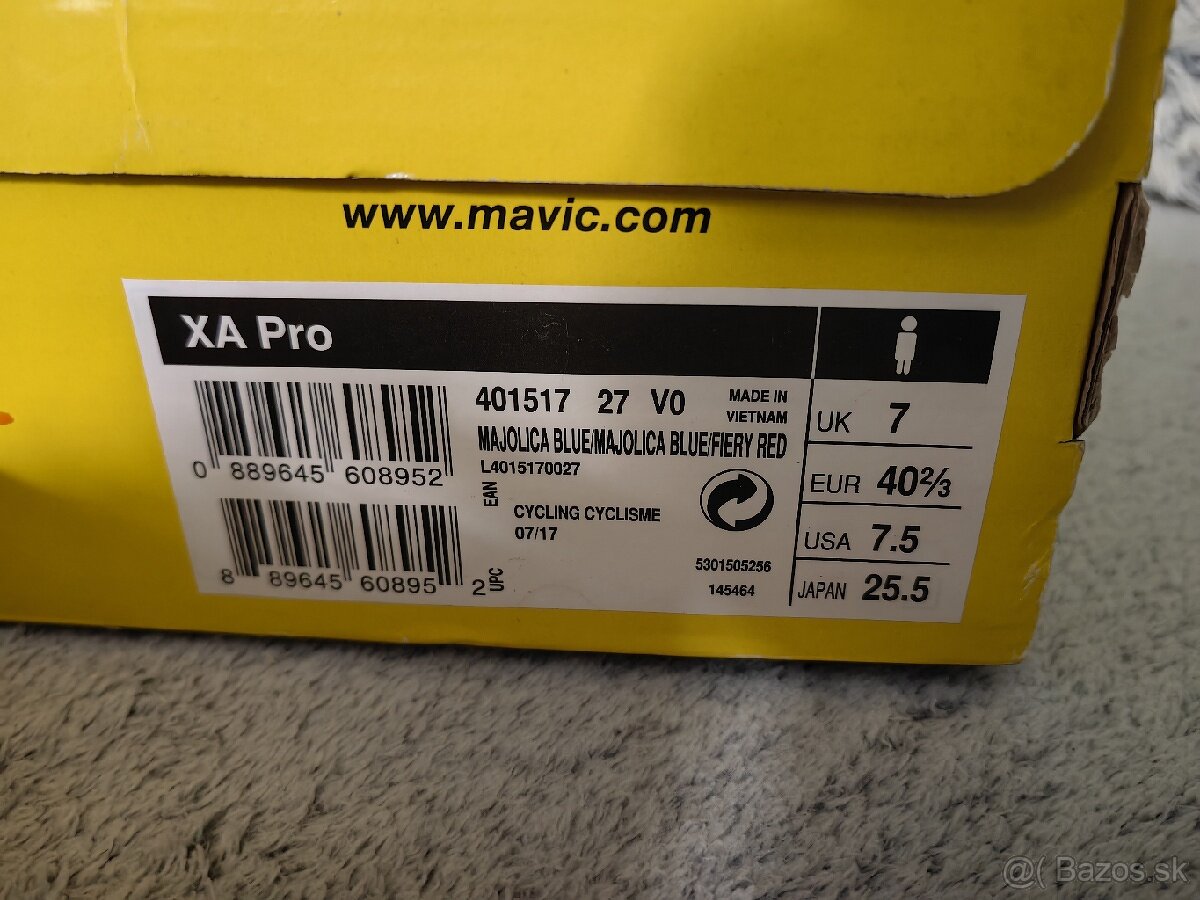 www.mavic.com
XA Pro
401517 27 V0
MADE IN
VIETNAM
MAJOLICA BLUE/MAJOLICA BLUE/FIERY RED
L4015170027
0 889645 608952
EAN
CYCLING CYCLISME
07/17
8 89645 60895 2
UPC
5301505256
145464
UK 7
EUR 40⅔
USA 7.5
JAPAN 25.5
@( Bazos.sk